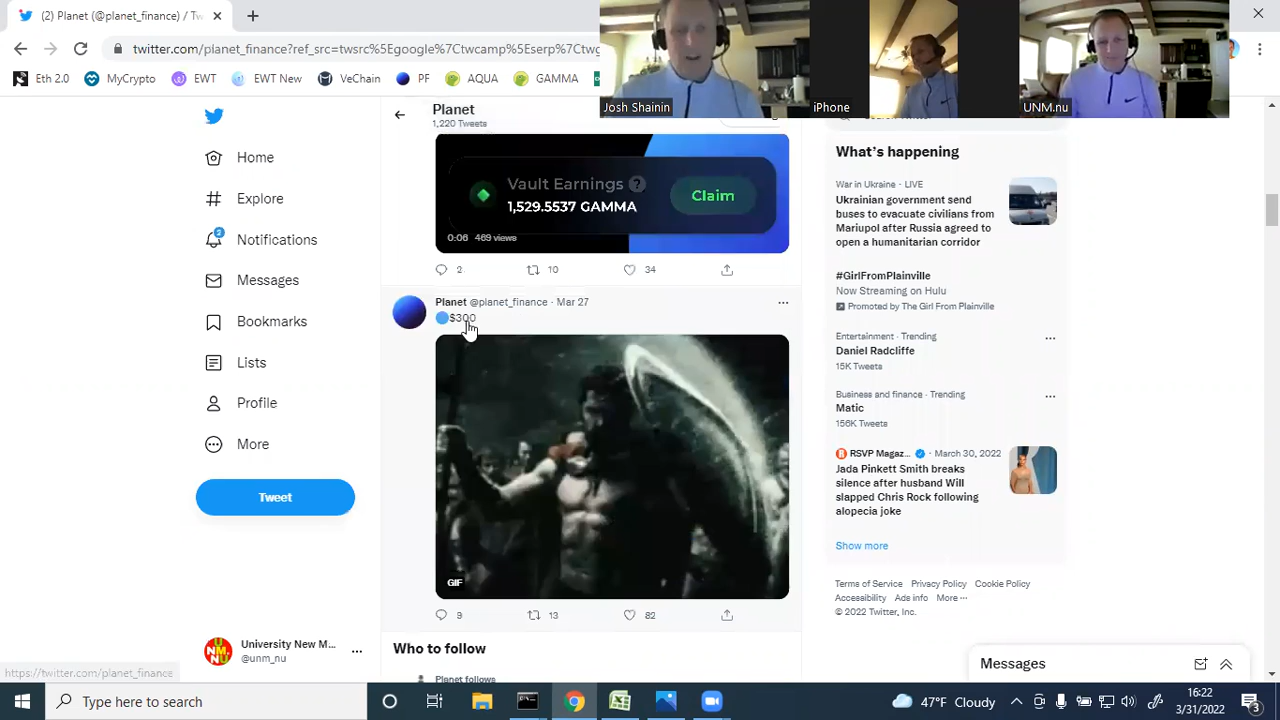 (2) Planet (@planet_finance) / Tw
twitter.com/planet_finance?ref_src=twsrc%5Egoogle%7Ctwcamp%5Eserp%7Ctwg
Josh Shainin
iPhone
UNM.nu
Eth 2.0
MyCrypto
EWT
EWT New
VeChain
PF
AQUA
GAMMA
Home
Explore
2
Notifications
Messages
Bookmarks
Lists
Profile
More
Tweet
University New M...
@unm_nu
https://twitter.com/planet_finance
Planet
1,220 Tweets
Vault Earnings ?
1,529.5537 GAMMA
Claim
0:06 469 views
2
10
34
Planet @planet_finance · Mar 27
$300
GIF
13
82
Who to follow
Planet follows
What's happening
War in Ukraine · LIVE
Ukrainian government send
buses to evacuate civilians from
Mariupol after Russia agreed to
open a humanitarian corridor
#GirlFromPlainville
Now Streaming on Hulu
Promoted by The Girl From Plainville
Entertainment · Trending
Daniel Radcliffe
15K Tweets
Business and finance · Trending
Matic
156K Tweets
RSVP Magaz... · March 30, 2022
Jada Pinkett Smith breaks
silence after husband Will
slapped Chris Rock following
alopecia joke
Show more
Terms of Service Privacy Policy Cookie Policy
Accessibility Ads info More ···
© 2022 Twitter, Inc.
Messages
Type here to search
47°F Cloudy
16:22
3/31/2022
3